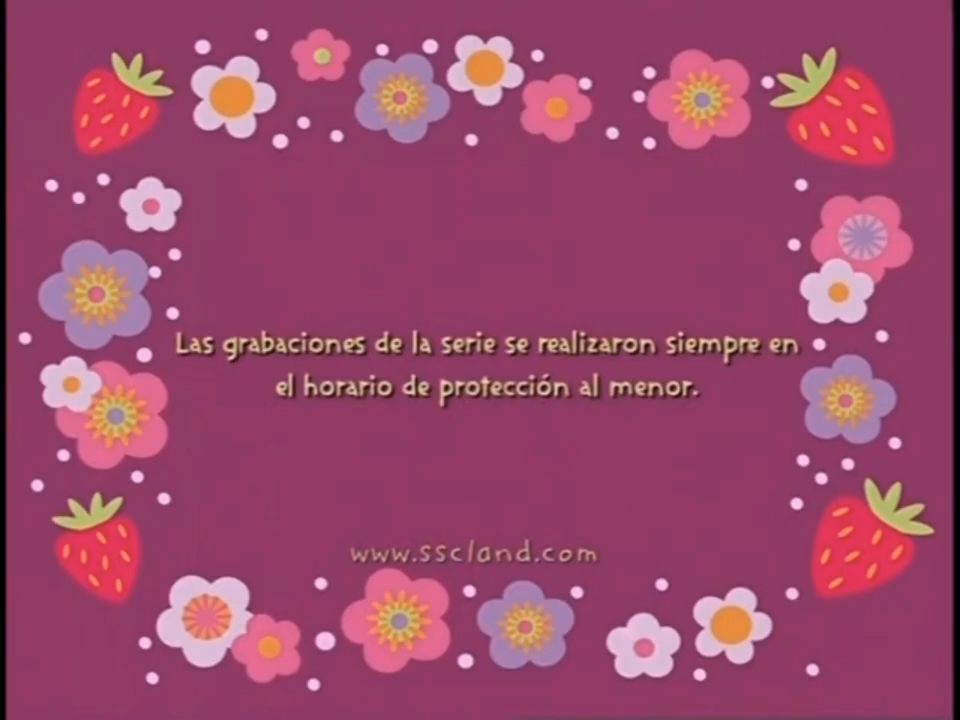 Las grabaciones de la serie se realizaron siempre en
el horario de protección al menor.
www.sscland.com